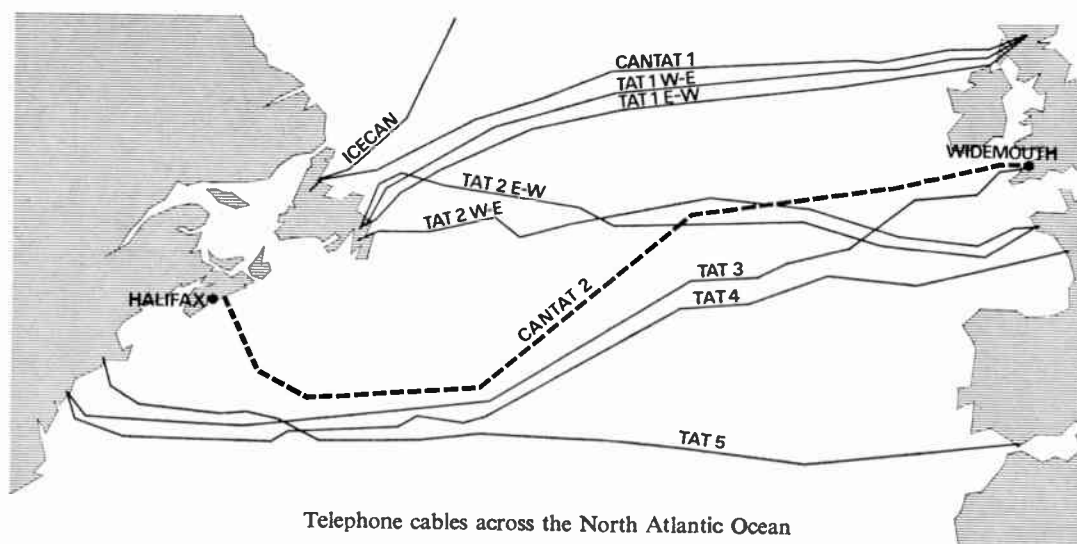 CANTAT 1
TAT 1 W-E
TAT 1 E-W
ICECAN
WIDEMOUTH
TAT 2 E-W
TAT 2 W-E
TAT 3
HALIFAX
TAT 4
CANTAT 2
TAT 5
Telephone cables across the North Atlantic Ocean